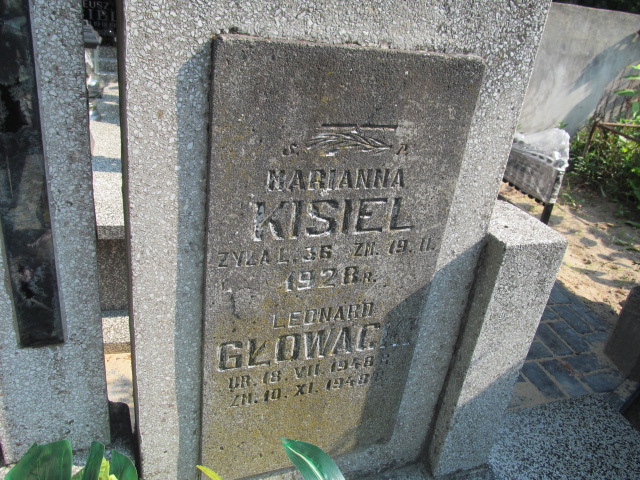 Ś. P.
MARIANNA
KISIEL
ŻYŁA L. 36 ZM. 19. II.
1928 R.
LEONARD
GŁOWACKI
UR. 18. VII. 1948 R.
ZM. 10. XI. 1948 R.